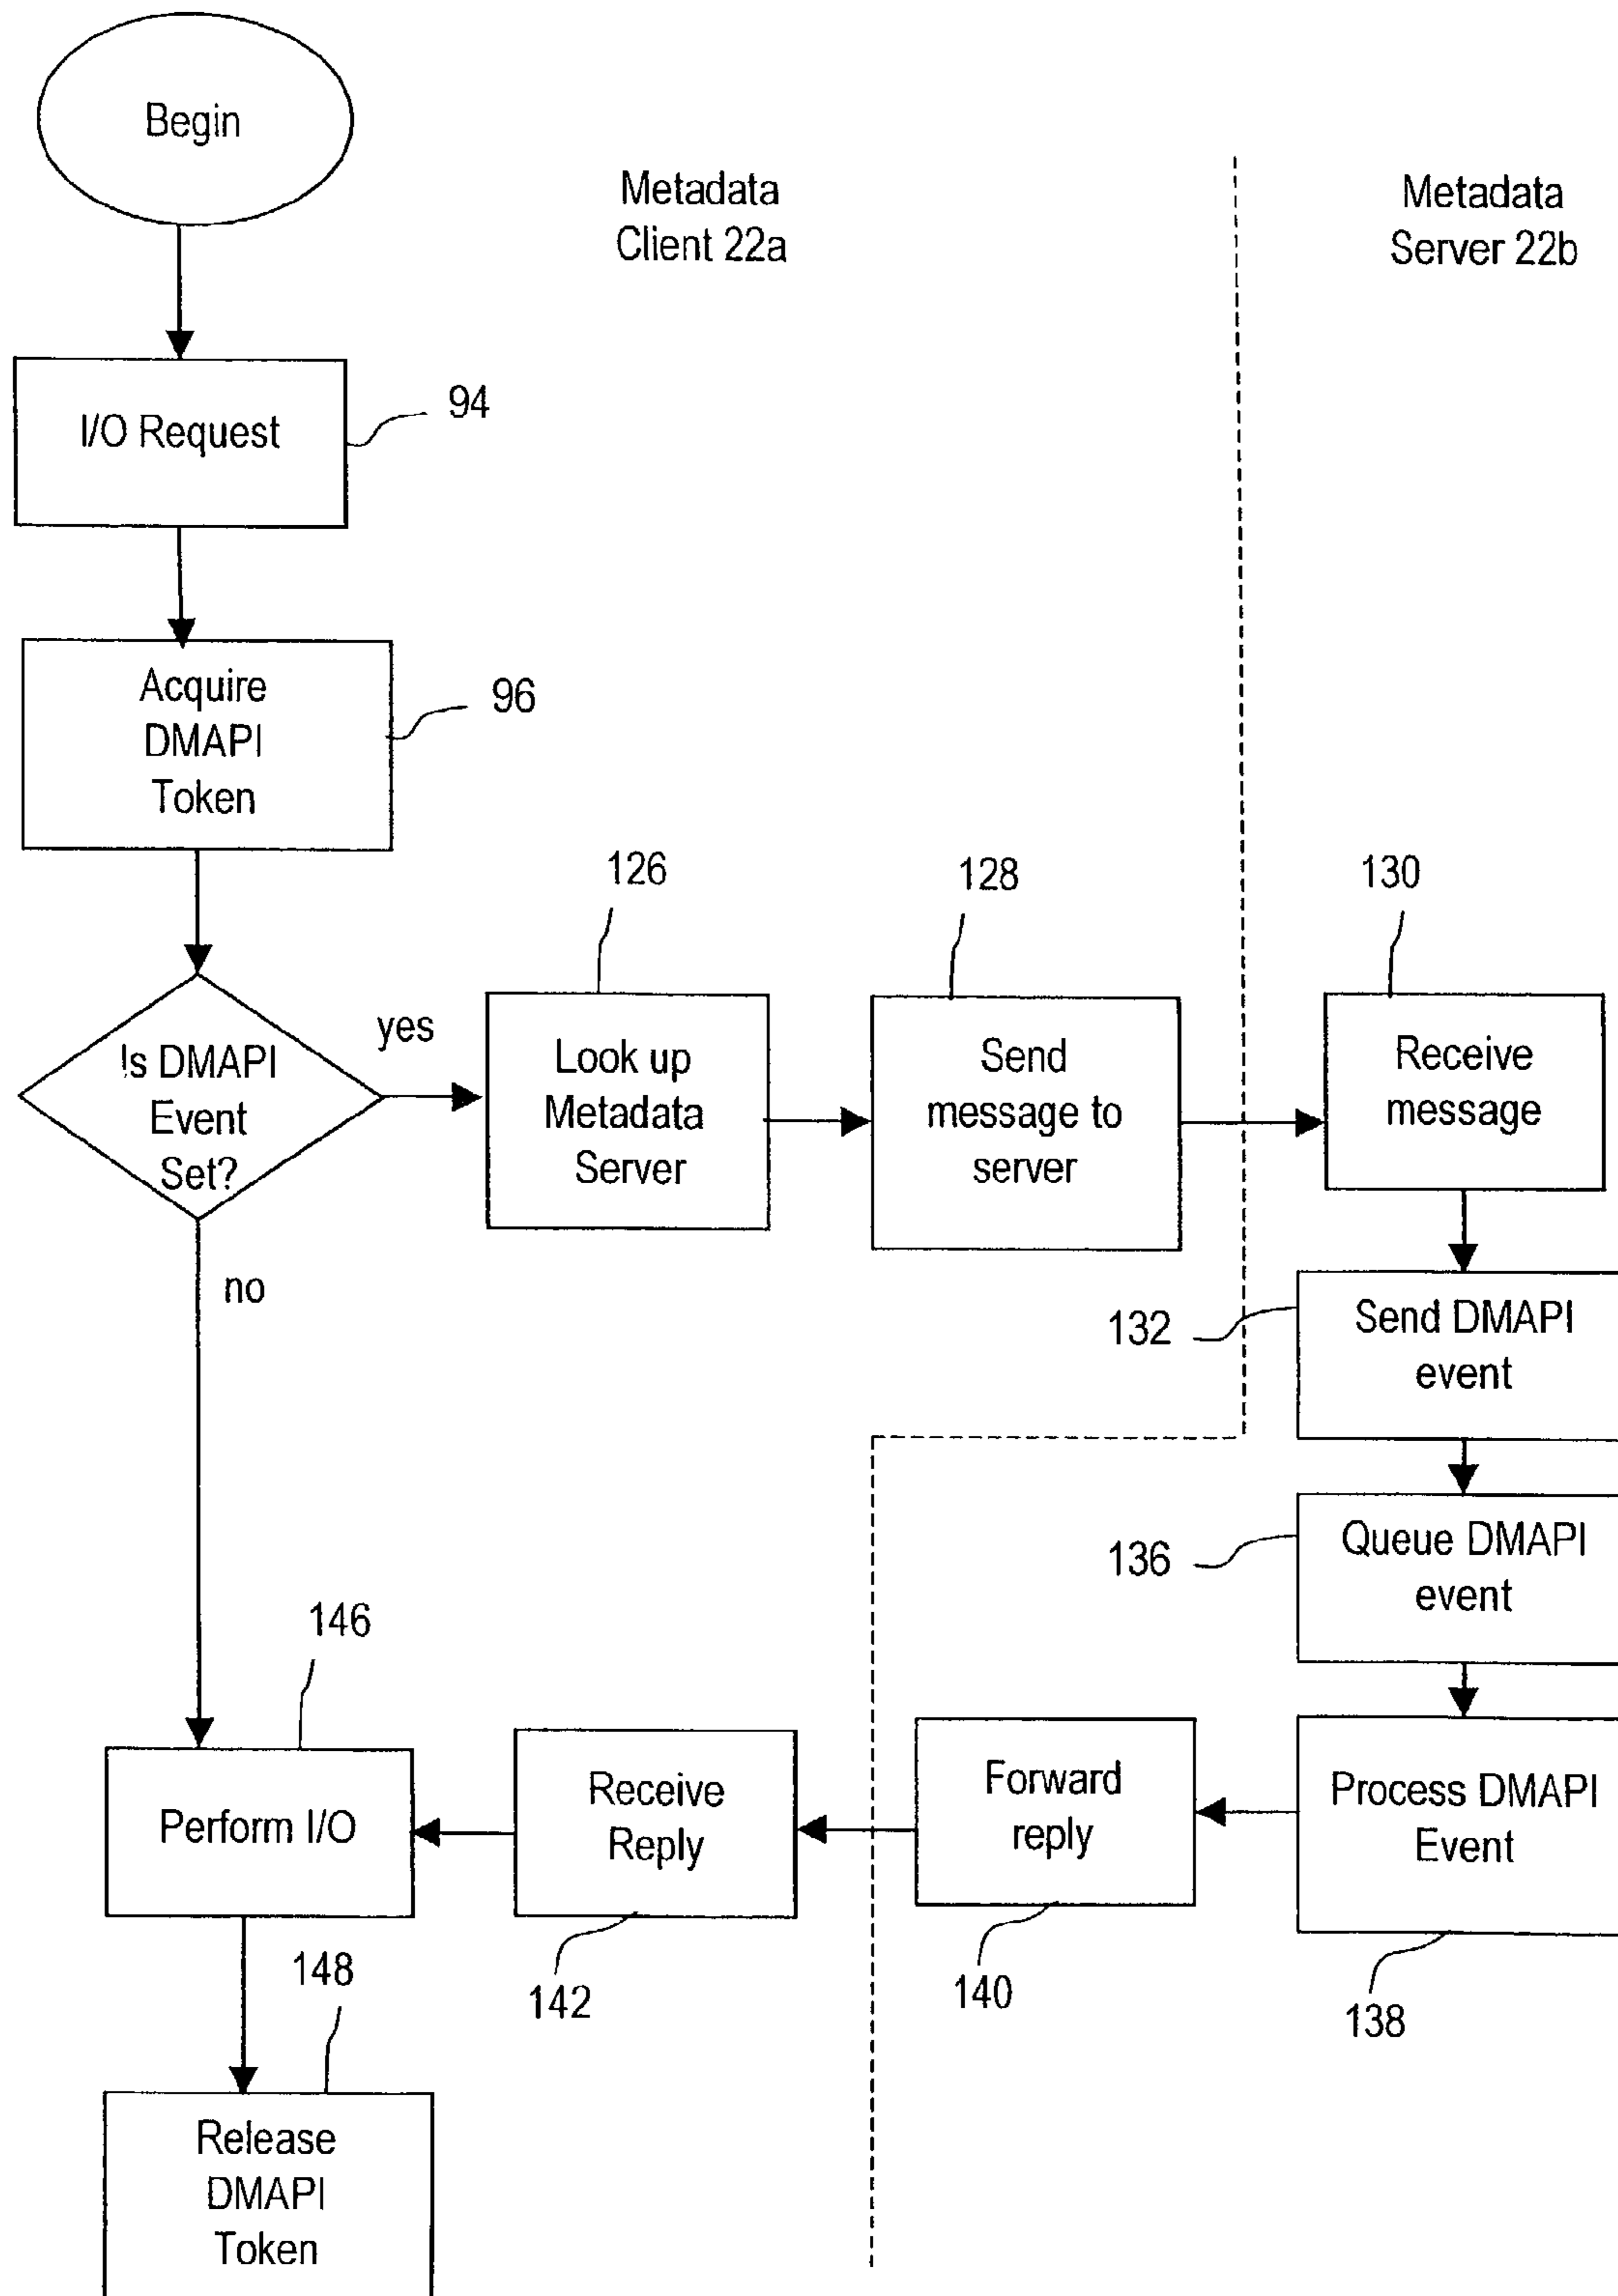 Begin
Metadata
Client 22a
Metadata
Server 22b
I/O Request
94
Acquire
DMAPI
Token
96
Is DMAPI
Event
Set?
yes
no
126
Look up
Metadata
Server
128
Send
message to
server
130
Receive
message
132
Send DMAPI
event
136
Queue DMAPI
event
Process DMAPI
Event
138
Forward
reply
140
Receive
Reply
142
146
Perform I/O
148
Release
DMAPI
Token